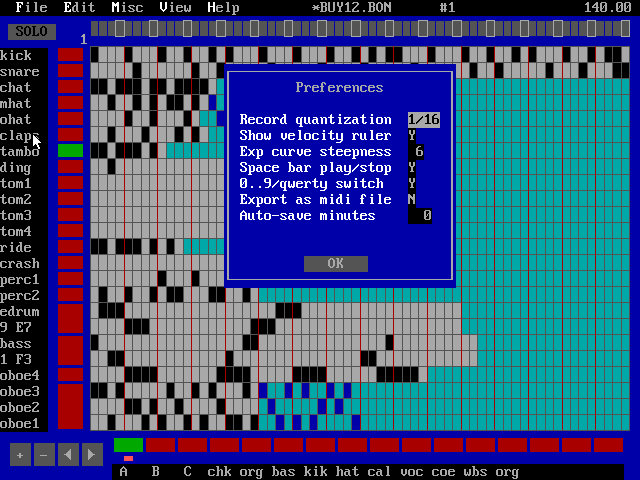 File Edit Misc View Help *BUY12.BON #1 140.00
SOLO
1
kick
snare
chat
mhat
ohat
clap
tambo
ding
tom1
tom2
tom3
tom4
ride
crash
perc1
perc2
edrum
9 E7
bass
1 F3
oboe4
oboe3
oboe2
oboe1
Preferences
Record quantization 1/16
Show velocity ruler Y
Exp curve steepness 6
Space bar play/stop Y
0..9/qwerty switch Y
Export as midi file N
Auto-save minutes 0
OK
+ -
A B C chk org bas kik hat cal voc coe wbs org